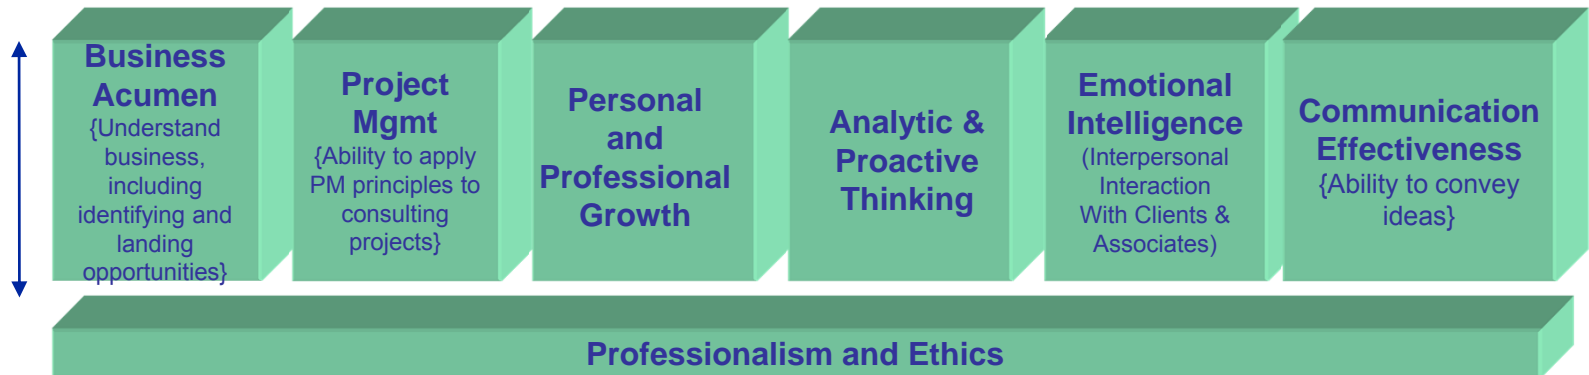 Business
Acumen
{Understand
business,
including
identifying and
landing
opportunities}
Project
Mgmt
{Ability to apply
PM principles to
consulting
projects}
Personal
and
Professional
Growth
Analytic &
Proactive
Thinking
Emotional
Intelligence
(Interpersonal
Interaction
With Clients &
Associates)
Communication
Effectiveness
{Ability to convey
ideas}
Professionalism and Ethics